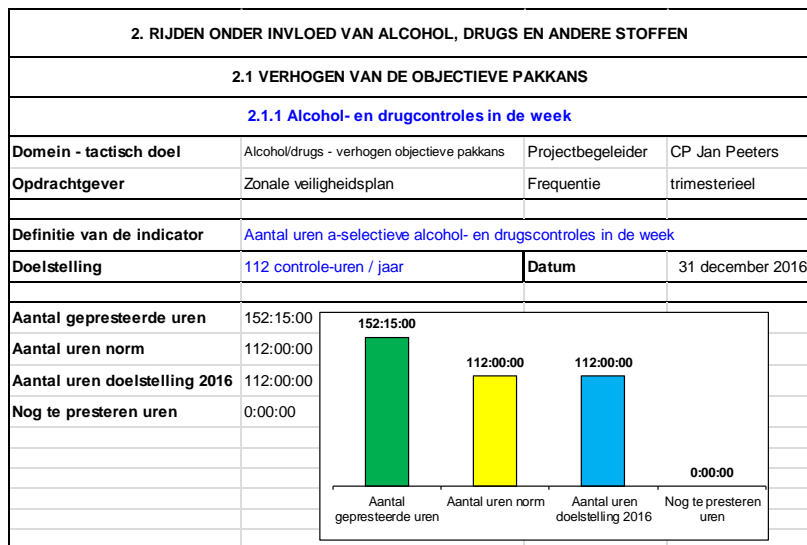 2. RIJDEN ONDER INVLOED VAN ALCOHOL, DRUGS EN ANDERE STOFFEN
2.1 VERHOGEN VAN DE OBJECTIEVE PAKKANS
2.1.1 Alcohol- en drugcontroles in de week
Domein - tactisch doel Alcohol/drugs - verhogen objectieve pakkans Projectbegeleider CP Jan Peeters
Opdrachtgever Zonale veiligheidsplan Frequentie trimesterieel
Definitie van de indicator Aantal uren a-selectieve alcohol- en drugscontroles in de week
Doelstelling 112 controle-uren / jaar Datum 31 december 2016
Aantal gepresteerde uren 152:15:00
Aantal uren norm 112:00:00
Aantal uren doelstelling 2016 112:00:00
Nog te presteren uren 0:00:00
152:15:00
112:00:00 112:00:00
0:00:00
Aantal Aantal uren norm Aantal uren Nog te presteren
gepresteerde uren doelstelling 2016 uren